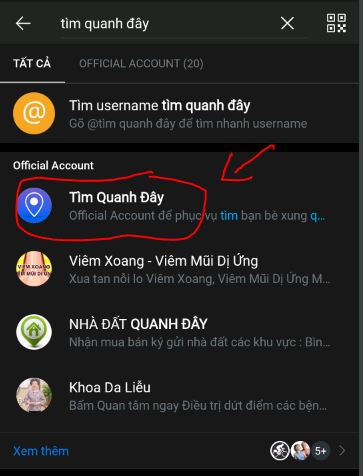 tìm quanh đây
TẤT CẢ
OFFICIAL ACCOUNT (20)
Tìm username tìm quanh đây
Gõ @tìm quanh đây để tìm nhanh username
Official Account
Tìm Quanh Đây
Official Account để phục vụ tìm bạn bè xung q...
VIÊM XOANG
Viêm Xoang - Viêm Mũi Dị Ứng
Xua tan nỗi lo Viêm Xoang, Viêm Mũi Dị Ứng M...
NHÀ ĐẤT QUANH ĐÂY
Nhận mua bán ký gửi nhà đất các khu vực : Bìn...
Khoa Da Liễu
Bấm Quan tâm ngay Điều trị dứt điểm các bện...
Xem thêm
5+